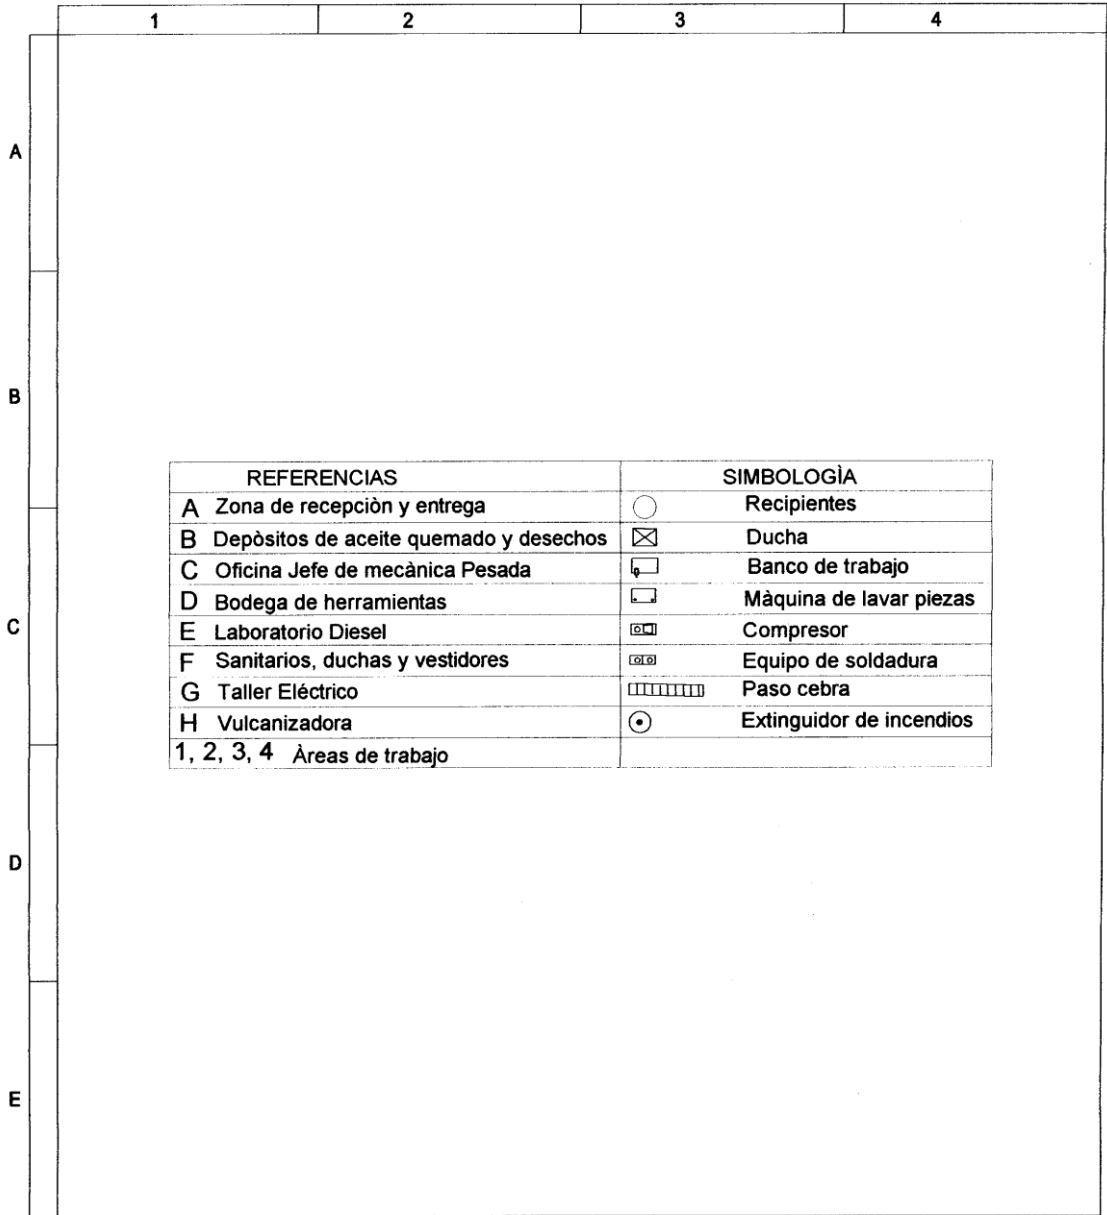 1 2 3 4
A
B
REFERENCIAS SIMBOLOGÌA
A Zona de recepciòn y entrega Recipientes
B Depòsitos de aceite quemado y desechos Ducha
C Oficina Jefe de mecànica Pesada Banco de trabajo
D Bodega de herramientas Màquina de lavar piezas
C
E Laboratorio Diesel Compresor
F Sanitarios, duchas y vestidores Equipo de soldadura
G Taller Eléctrico Paso cebra
H Vulcanizadora Extinguidor de incendios
1, 2, 3, 4 Àreas de trabajo
D
E